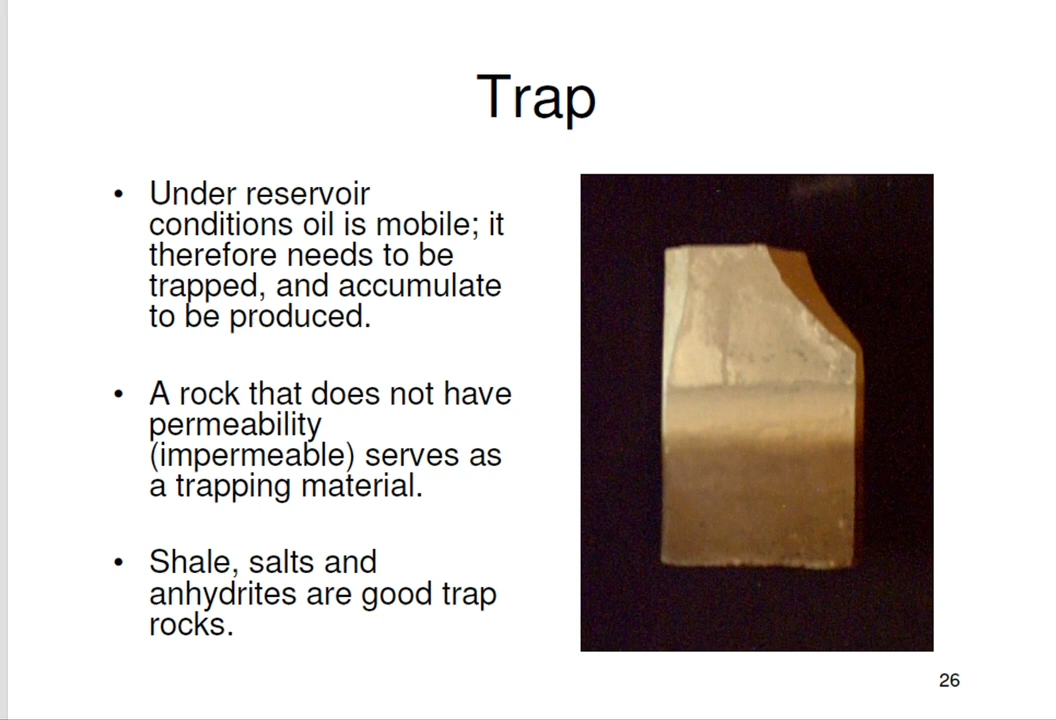 Trap
• Under reservoir
conditions oil is mobile; it
therefore needs to be
trapped, and accumulate
to be produced.
• A rock that does not have
permeability
(impermeable) serves as
a trapping material.
• Shale, salts and
anhydrites are good trap
rocks.
26